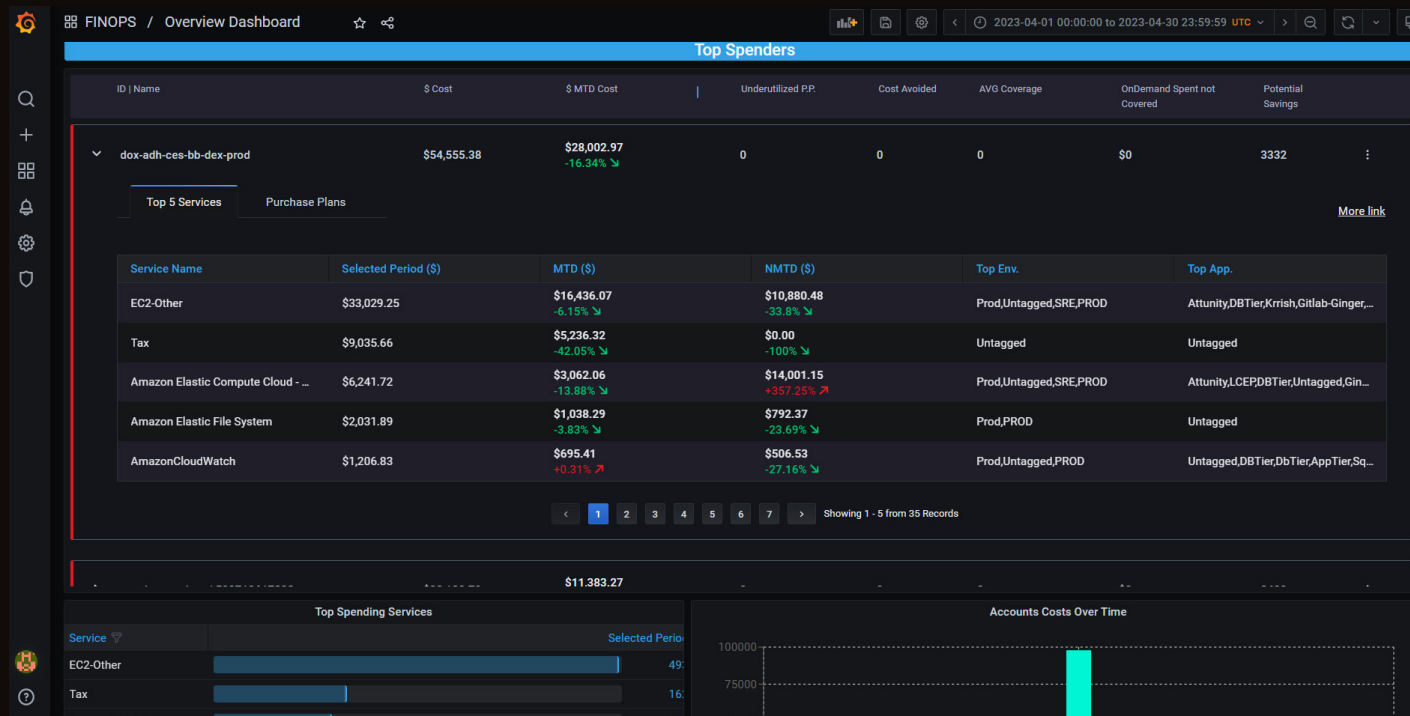 FINOPS / Overview Dashboard
2023-04-01 00:00:00 to 2023-04-30 23:59:59 UTC
Top Spenders
ID | Name $ Cost $ MTD Cost | Underutilized P.P. Cost Avoided AVG Coverage OnDemand Spent not Covered Potential Savings
dox-adh-ces-bb-dex-prod $54,555.38 $28,002.97 0 0 0 $0 3332
-16.34%
Top 5 Services Purchase Plans
More link
Service Name Selected Period ($) MTD ($) NMTD ($) Top Env. Top App.
EC2-Other $33,029.25 $16,436.07 $10,880.48 Prod,Untagged,SRE,PROD Attunity,DBTier,Krrish,Gitlab-Ginger,...
-6.15% -33.8%
Tax $9,035.66 $5,236.32 $0.00 Untagged Untagged
-42.05% -100%
Amazon Elastic Compute Cloud - ... $6,241.72 $3,062.06 $14,001.15 Prod,Untagged,SRE,PROD Attunity,LCEP,DBTier,Untagged,Gin...
-13.88% +357.25%
Amazon Elastic File System $2,031.89 $1,038.29 $792.37 Prod,PROD Untagged
-3.83% -23.69%
AmazonCloudWatch $1,206.83 $695.41 $506.53 Prod,Untagged,PROD Untagged,DBTier,DbTier,AppTier,Sq...
+0.31% -27.16%
1 2 3 4 5 6 7 Showing 1 - 5 from 35 Records
$11,383.27
Top Spending Services
Accounts Costs Over Time
Service Selected Perio
EC2-Other 49
Tax 16
100000
75000